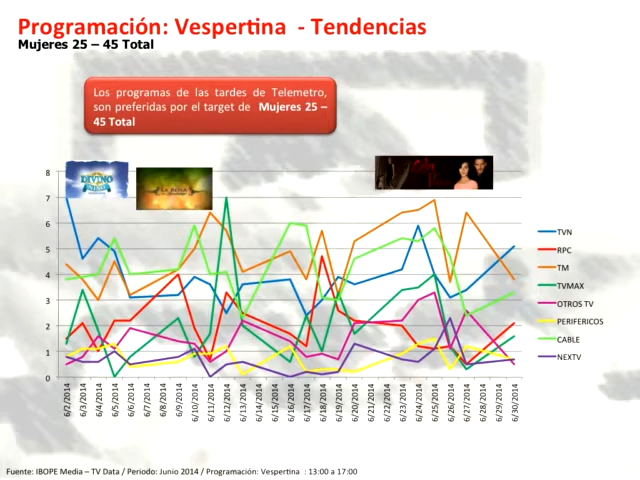 Programación: Vespertina - Tendencias
Mujeres 25 – 45 Total
Los programas de las tardes de Telemetro,
son preferidas por el target de Mujeres 25 –
45 Total
DIVINO
LA ROSA
8
7
6
5
4
3
2
1
0
TVN
RPC
TM
TVMAX
OTROS TV
PERIFERICOS
CABLE
NEXTV
6/2/2014
6/3/2014
6/4/2014
6/5/2014
6/6/2014
6/7/2014
6/8/2014
6/9/2014
6/10/2014
6/11/2014
6/12/2014
6/13/2014
6/14/2014
6/15/2014
6/16/2014
6/17/2014
6/18/2014
6/19/2014
6/20/2014
6/21/2014
6/22/2014
6/23/2014
6/24/2014
6/25/2014
6/26/2014
6/27/2014
6/28/2014
6/29/2014
6/30/2014
Fuente: IBOPE Media – TV Data / Periodo: Junio 2014 / Programación: Vespertina : 13:00 a 17:00